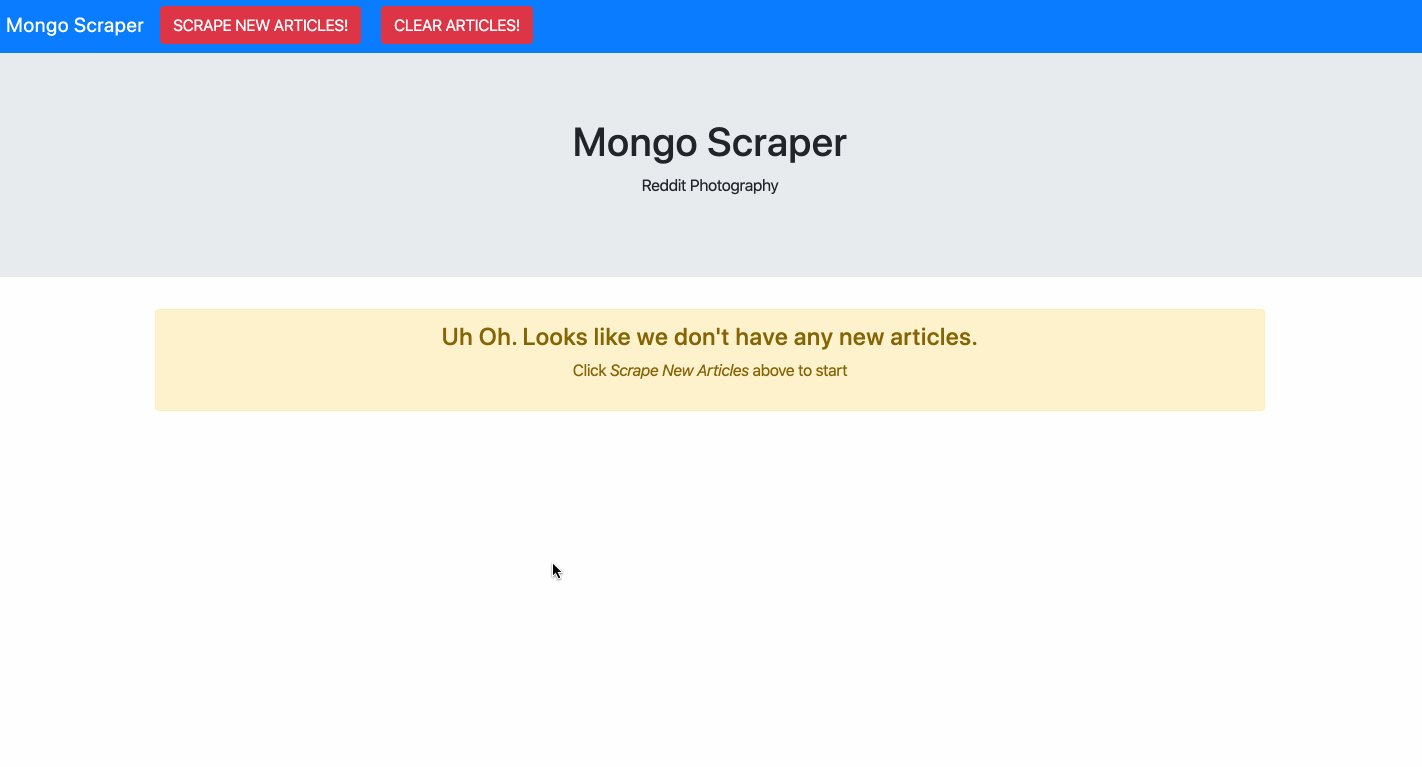 Mongo Scraper SCRAPE NEW ARTICLES! CLEAR ARTICLES!
Mongo Scraper
Reddit Photography
Uh Oh. Looks like we don't have any new articles.
Click Scrape New Articles above to start